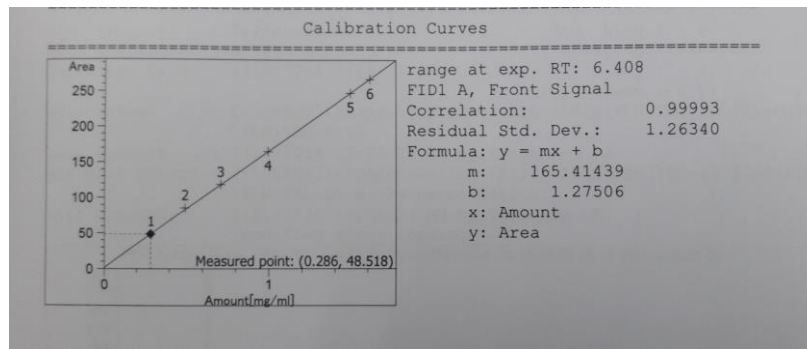 Calibration Curves
==========================================================================
Area
250
200
150
100
50
0
1
2
3
4
5
6
Measured point: (0.286, 48.518)
0
1
Amount[mg/ml]
range at exp. RT: 6.408
FID1 A, Front Signal
Correlation: 0.99993
Residual Std. Dev.: 1.26340
Formula: y = mx + b
m: 165.41439
b: 1.27506
x: Amount
y: Area